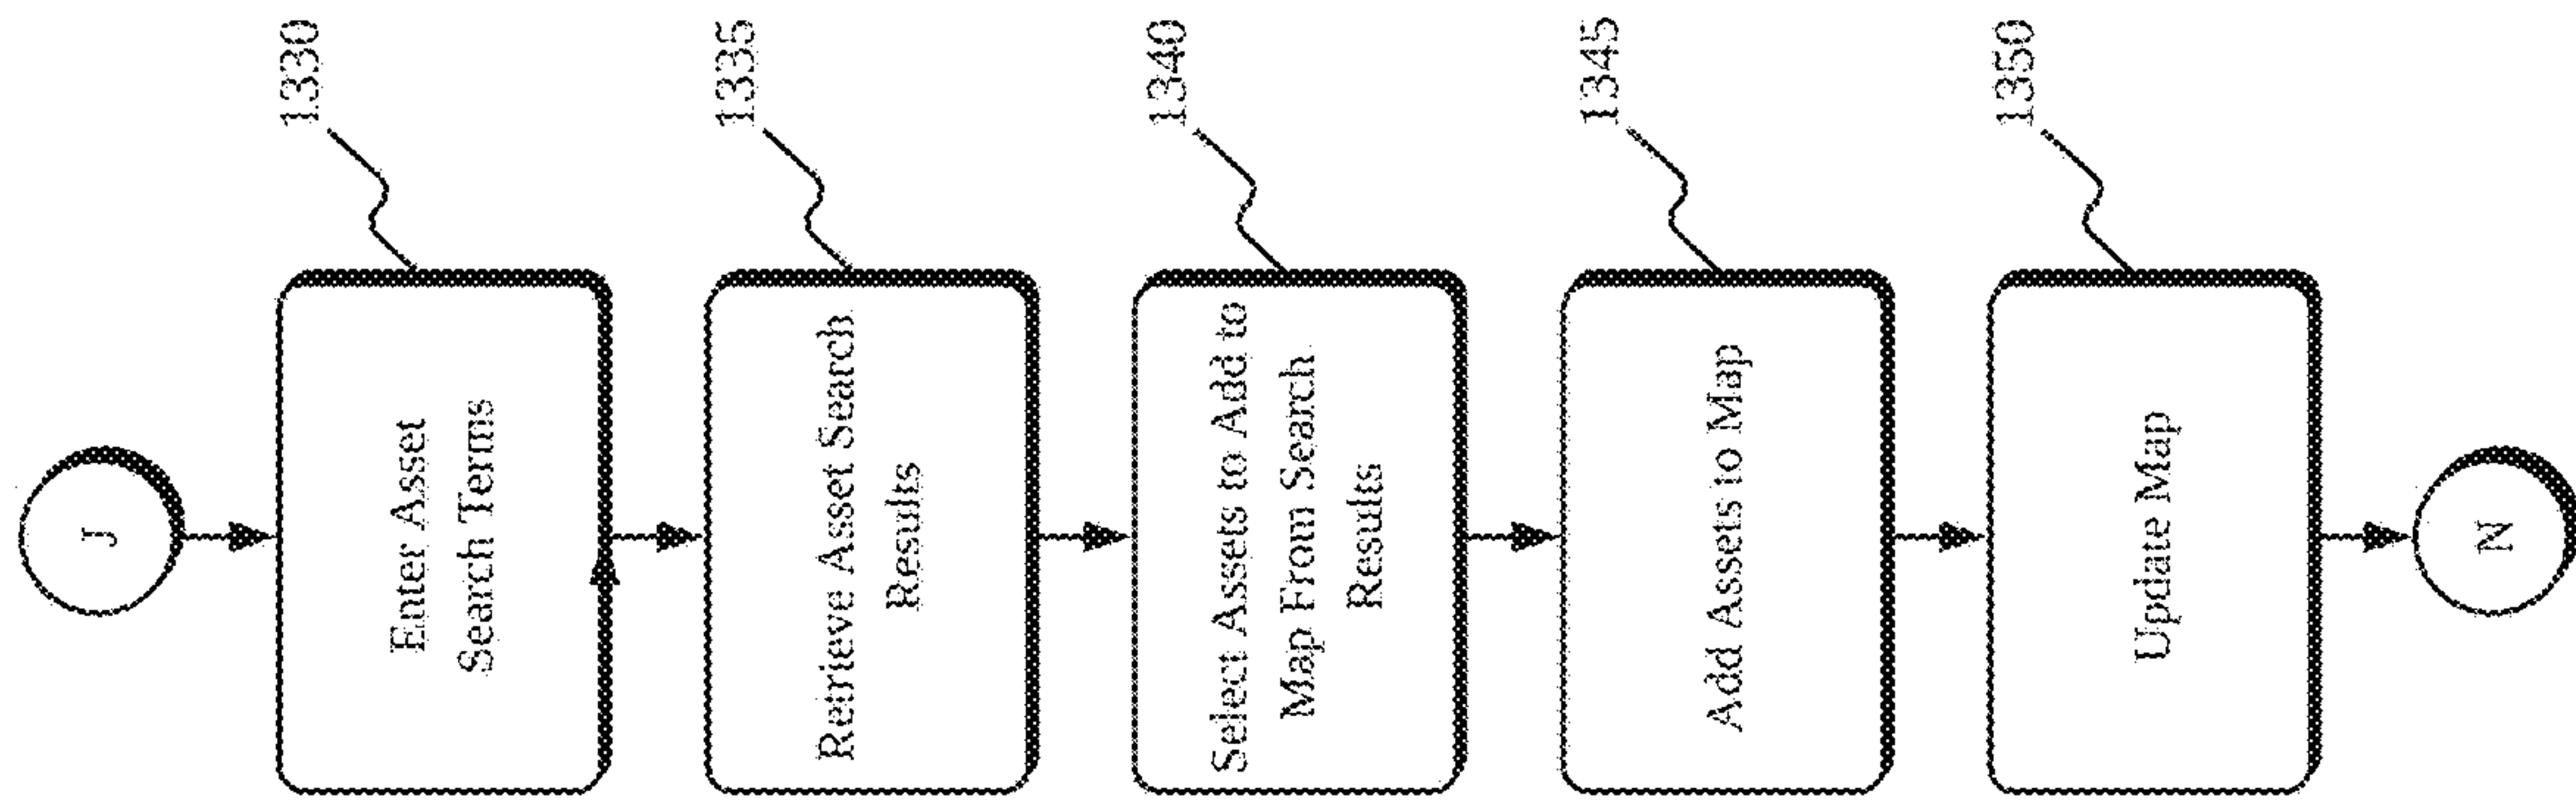 J
1330
Enter Asset
Search Terms
1335
Retrieve Asset Search
Results
1340
Select Assets to Add to
Map From Search
Results
1345
Add Assets to Map
1350
Update Map
N